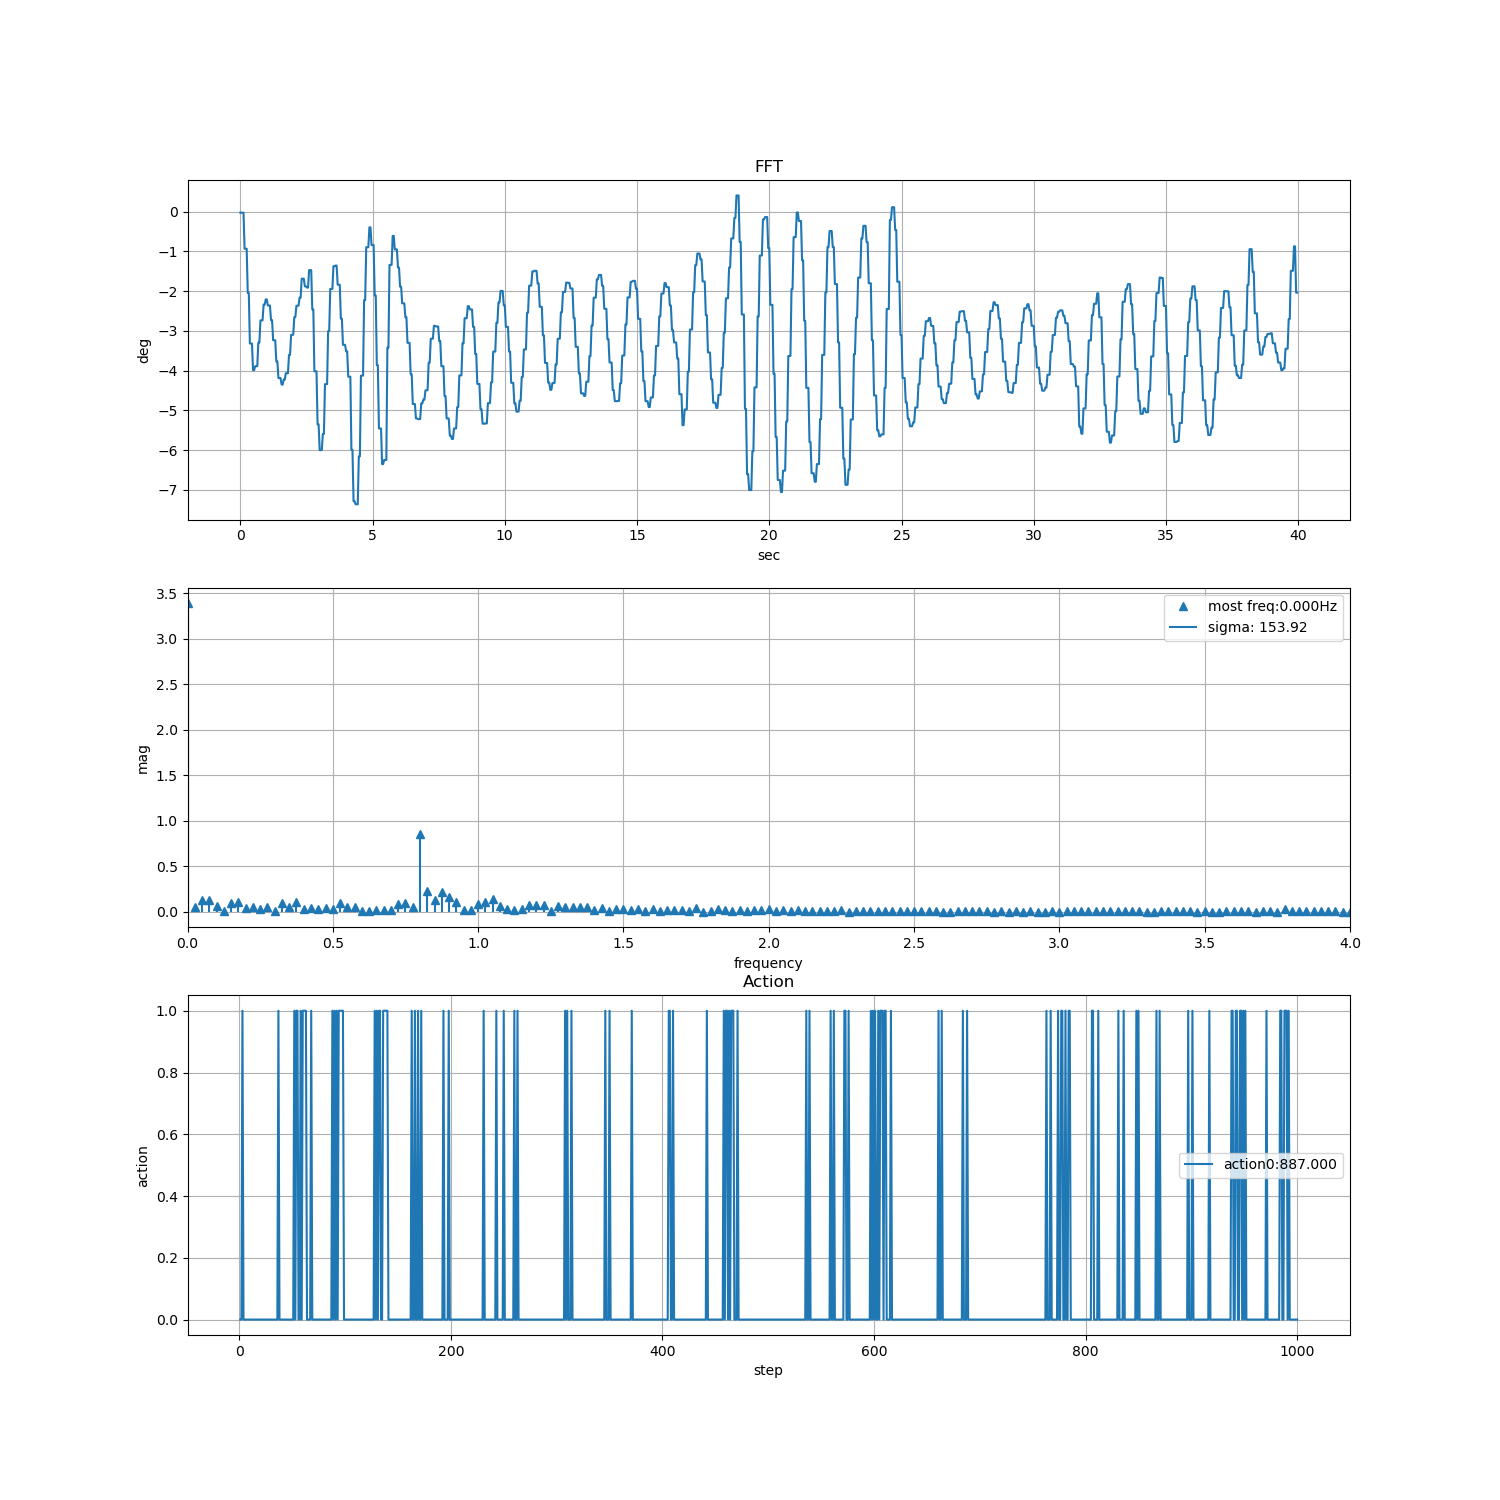 FFT
0
−1
−2
−3
−4
−5
−6
−7
deg
0 5 10 15 20 25 30 35 40
sec
3.5
3.0
2.5
2.0
1.5
1.0
0.5
0.0
mag
most freq:0.000Hz
sigma: 153.92
0.0 0.5 1.0 1.5 2.0 2.5 3.0 3.5 4.0
frequency
Action
1.0
0.8
0.6
0.4
0.2
0.0
action
action0:887.000
0 200 400 600 800 1000
step